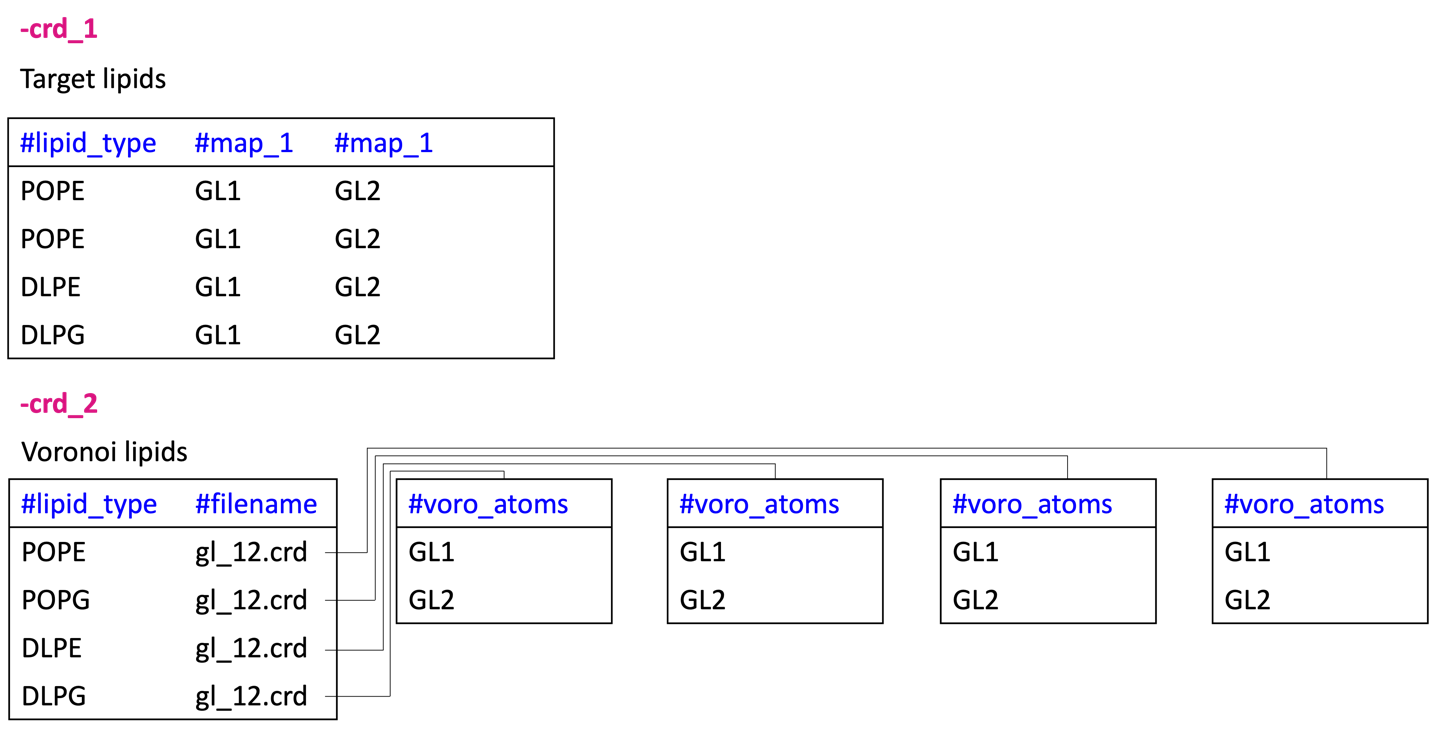 -crd_1
Target lipids
#lipid_type #map_1 #map_1
POPE GL1 GL2
POPE GL1 GL2
DLPE GL1 GL2
DLPG GL1 GL2
-crd_2
Voronoi lipids
#lipid_type #filename #voro_atoms #voro_atoms #voro_atoms #voro_atoms
POPE gl_12.crd GL1 GL1 GL1 GL1
POPG gl_12.crd GL2 GL2 GL2 GL2
DLPE gl_12.crd
DLPG gl_12.crd